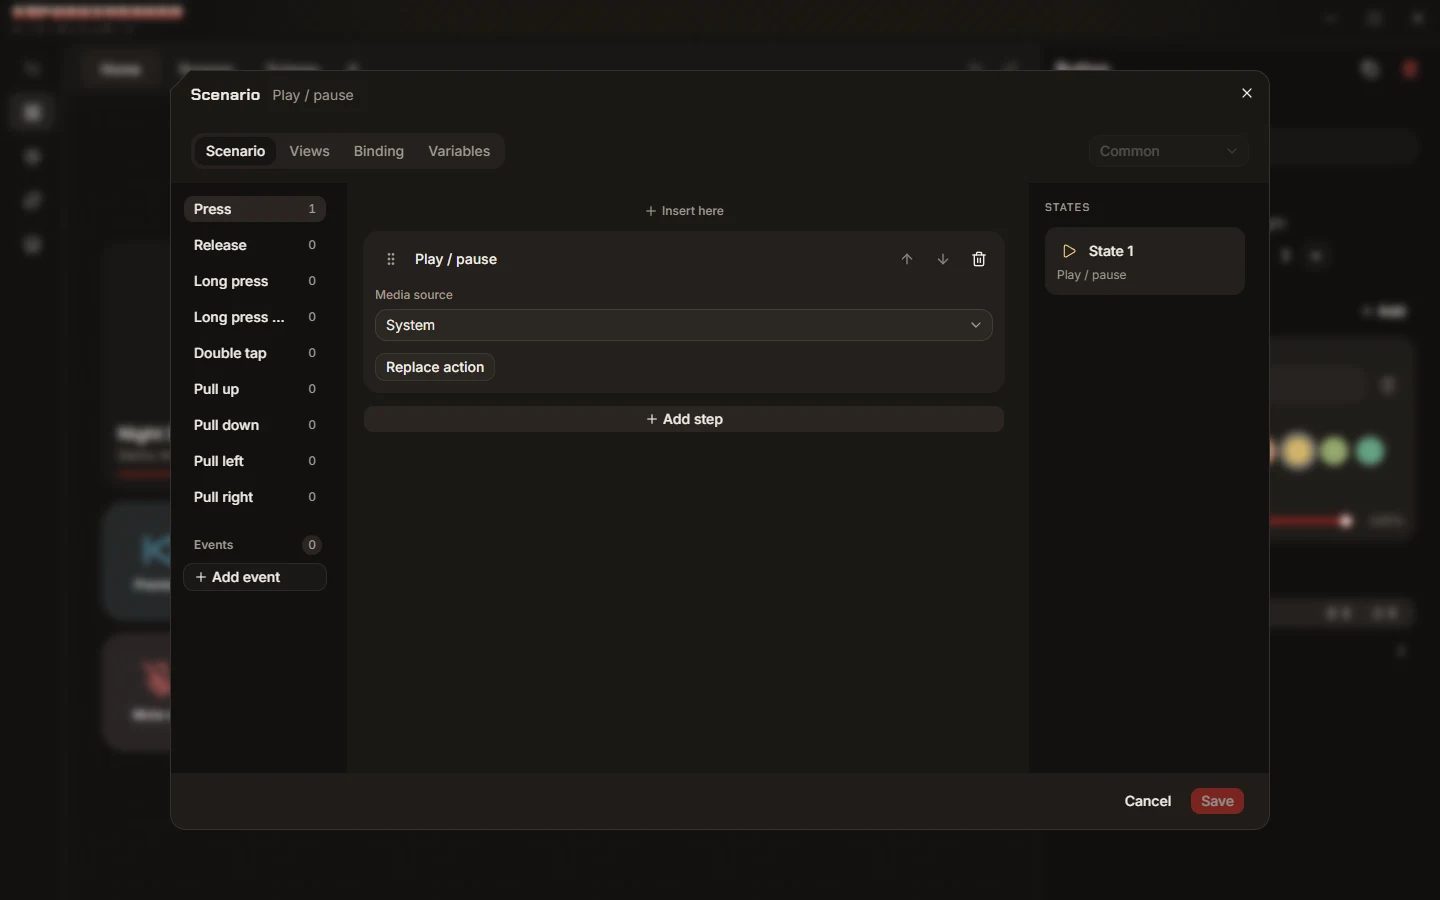 Scenario Play / pause
Scenario Views Binding Variables
Common
Press 1
Release 0
Long press 0
Long press ... 0
Double tap 0
Pull up 0
Pull down 0
Pull left 0
Pull right 0
Events 0
+ Add event
+ Insert here
Play / pause
Media source
System
Replace action
+ Add step
STATES
State 1
Play / pause
Cancel Save